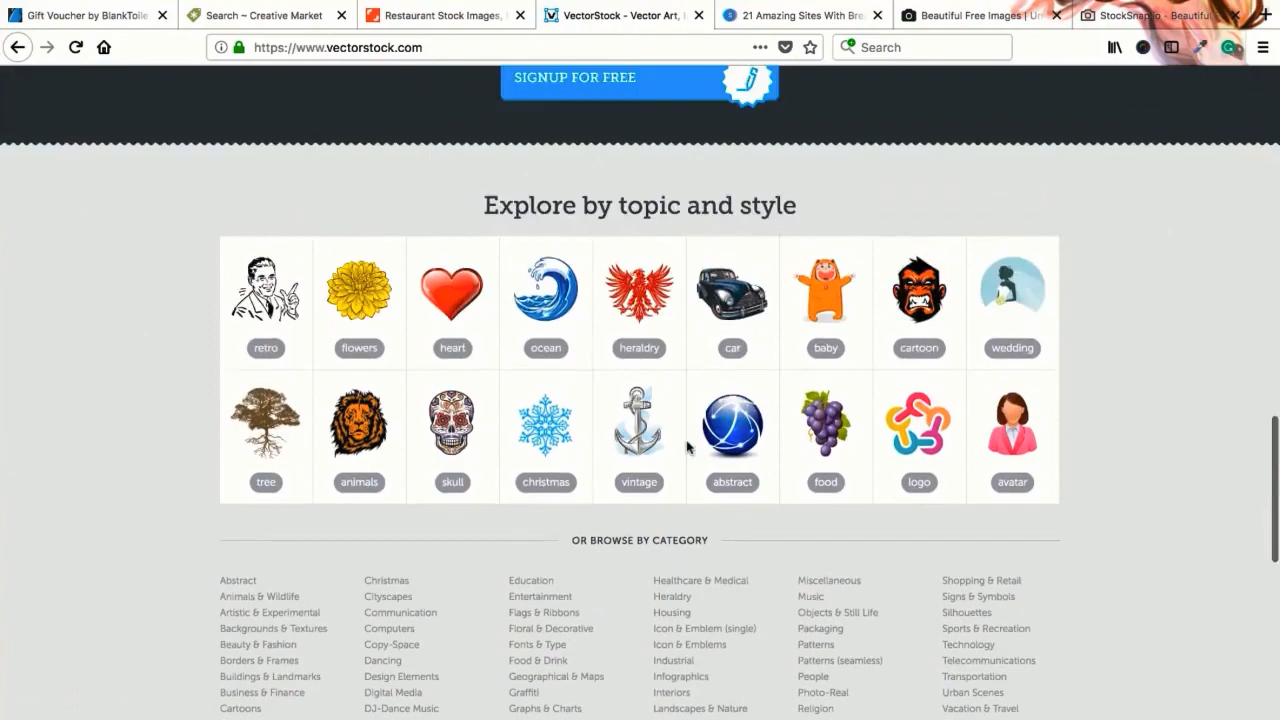 Gift Voucher by BlankToile
Search ~ Creative Market
Restaurant Stock Images,
VectorStock - Vector Art,
21 Amazing Sites With Bre
Beautiful Free Images | Un
StockSnap.io - Beautiful
https://www.vectorstock.com
Search
SIGNUP FOR FREE
Explore by topic and style
retro flowers heart ocean heraldry car baby cartoon wedding
tree animals skull christmas vintage abstract food logo avatar
OR BROWSE BY CATEGORY
Abstract Christmas Education Healthcare & Medical Miscellaneous Shopping & Retail
Animals & Wildlife Cityscapes Entertainment Heraldry Music Signs & Symbols
Artistic & Experimental Communication Flags & Ribbons Housing Objects & Still Life Silhouettes
Backgrounds & Textures Computers Floral & Decorative Icon & Emblem (single) Packaging Sports & Recreation
Beauty & Fashion Copy-Space Fonts & Type Icon & Emblems Patterns Technology
Borders & Frames Dancing Food & Drink Industrial Patterns (seamless) Telecommunications
Buildings & Landmarks Design Elements Geographical & Maps Infographics People Transportation
Business & Finance Digital Media Graffiti Interiors Photo-Real Urban Scenes
Cartoons DJ-Dance Music Graphs & Charts Landscapes & Nature Religion Vacation & Travel